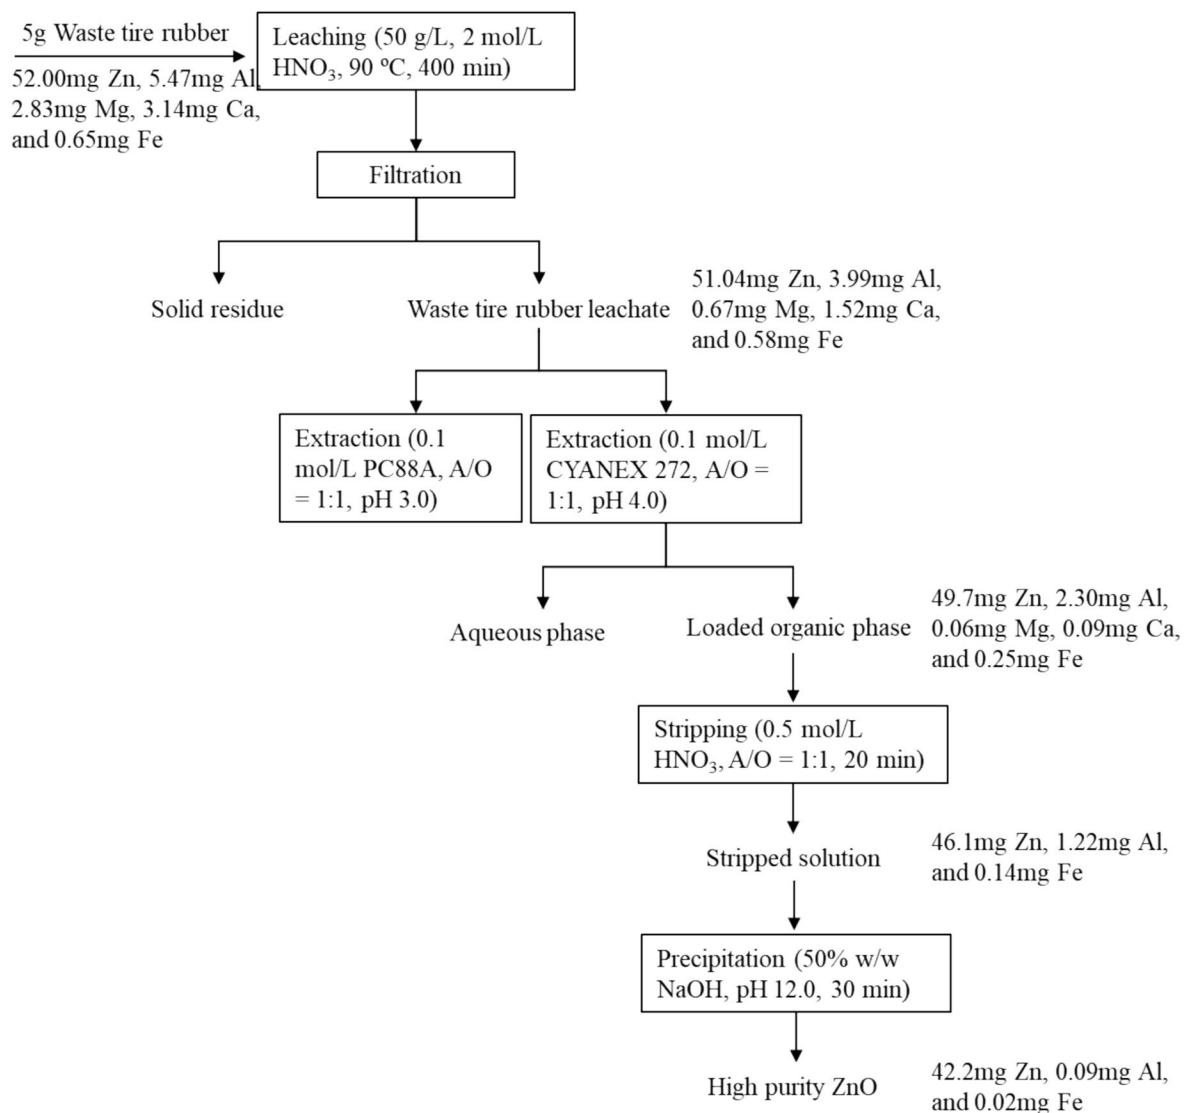 5g Waste tire rubber
52.00mg Zn, 5.47mg Al,
2.83mg Mg, 3.14mg Ca,
and 0.65mg Fe
Leaching (50 g/L, 2 mol/L
HNO₃, 90 ºC, 400 min)
Filtration
Solid residue
Waste tire rubber leachate
51.04mg Zn, 3.99mg Al,
0.67mg Mg, 1.52mg Ca,
and 0.58mg Fe
Extraction (0.1
mol/L PC88A, A/O
= 1:1, pH 3.0)
Extraction (0.1 mol/L
CYANEX 272, A/O =
1:1, pH 4.0)
Aqueous phase
Loaded organic phase
49.7mg Zn, 2.30mg Al,
0.06mg Mg, 0.09mg Ca,
and 0.25mg Fe
Stripping (0.5 mol/L
HNO₃, A/O = 1:1, 20 min)
Stripped solution
46.1mg Zn, 1.22mg Al,
and 0.14mg Fe
Precipitation (50% w/w
NaOH, pH 12.0, 30 min)
High purity ZnO
42.2mg Zn, 0.09mg Al,
and 0.02mg Fe